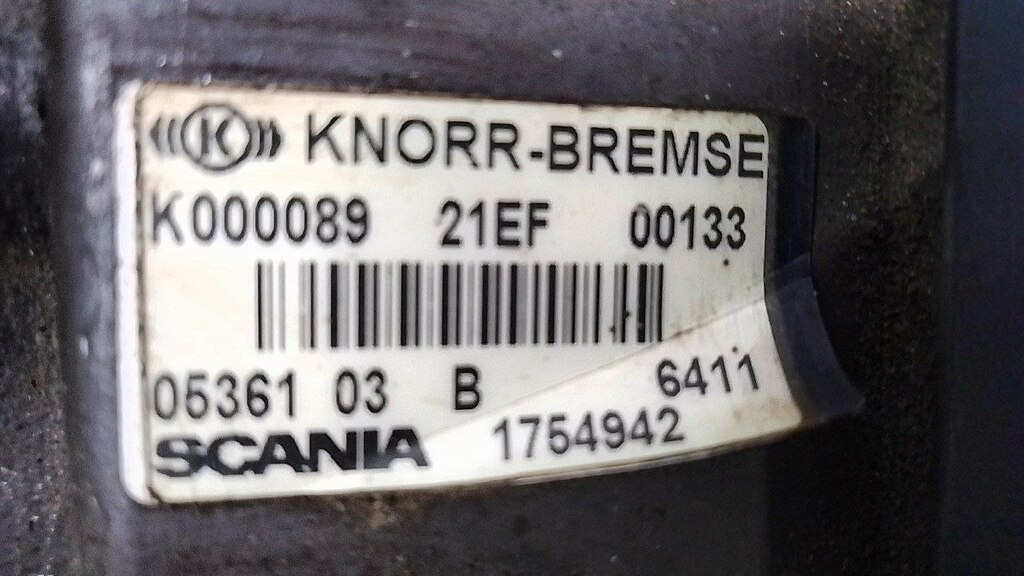 K KNORR-BREMSE
K000089 21EF 00133
05361 03 B 6411
SCANIA 1754942